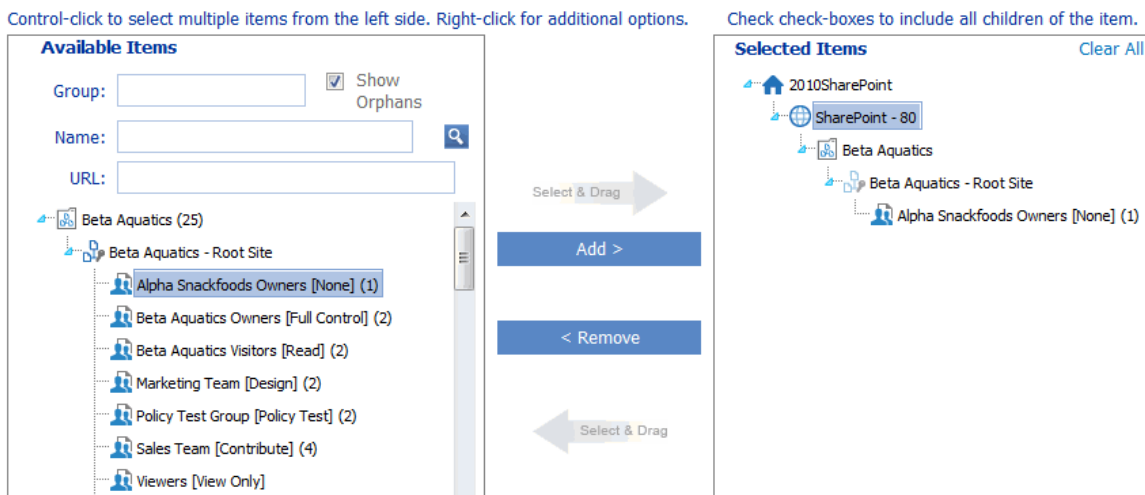 Control-click to select multiple items from the left side. Right-click for additional options.
Check check-boxes to include all children of the item.
Available Items
Group:
Show
Orphans
Name:
URL:
Beta Aquatics (25)
Beta Aquatics - Root Site
Alpha Snackfoods Owners [None] (1)
Beta Aquatics Owners [Full Control] (2)
Beta Aquatics Visitors [Read] (2)
Marketing Team [Design] (2)
Policy Test Group [Policy Test] (2)
Sales Team [Contribute] (4)
Viewers [View Only]
Select & Drag
Add >
< Remove
Select & Drag
Selected Items
Clear All
2010SharePoint
SharePoint - 80
Beta Aquatics
Beta Aquatics - Root Site
Alpha Snackfoods Owners [None] (1)